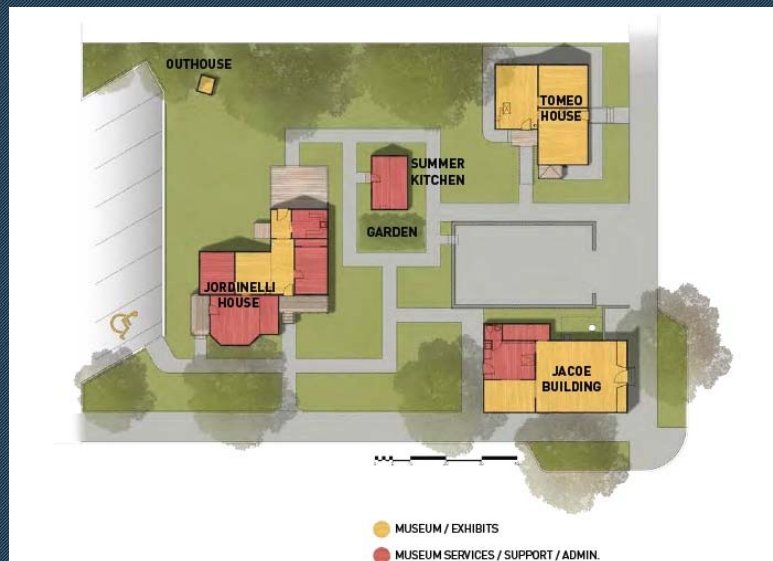 OUTHOUSE
TOMEO
HOUSE
SUMMER
KITCHEN
GARDEN
JORDINELLI
HOUSE
JACOE
BUILDING
MUSEUM / EXHIBITS
MUSEUM SERVICES / SUPPORT / ADMIN.